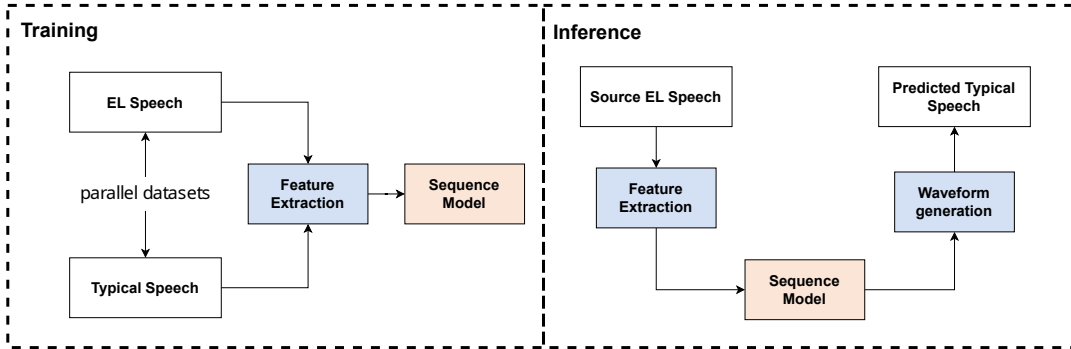 Training
EL Speech
parallel datasets
Typical Speech
Feature
Extraction
Sequence
Model
Inference
Source EL Speech
Feature
Extraction
Sequence
Model
Waveform
generation
Predicted Typical
Speech